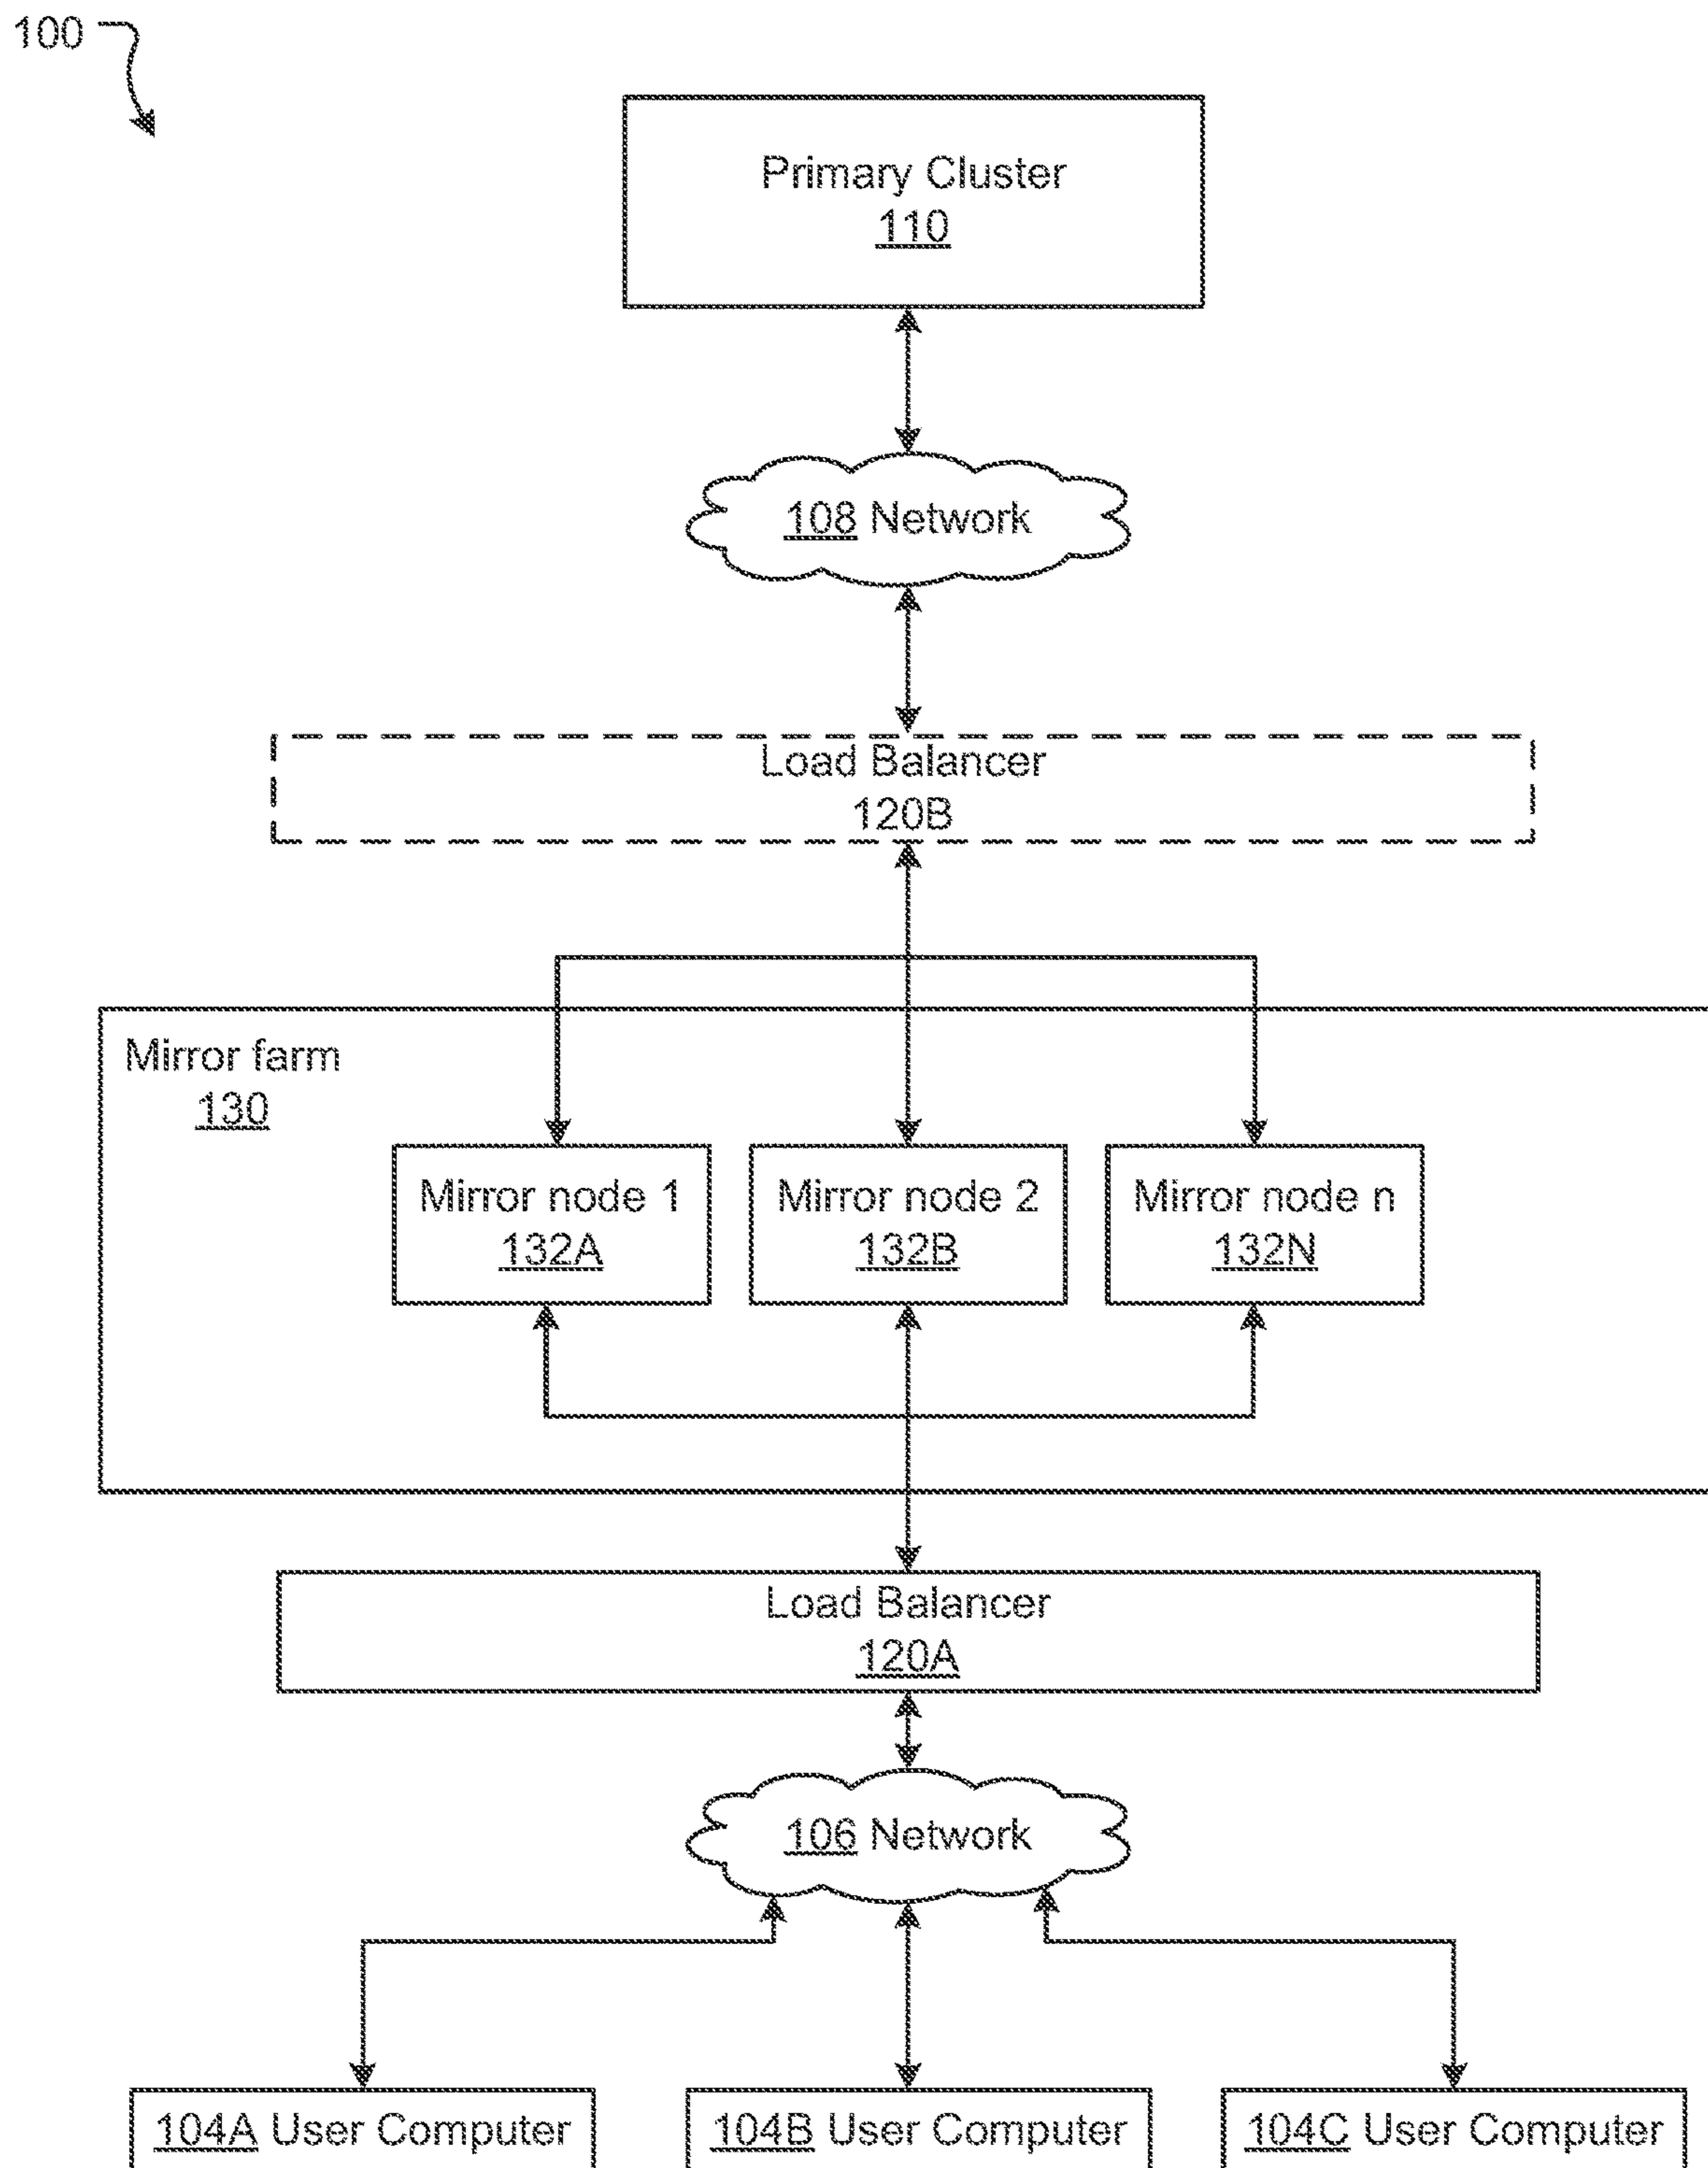 100
Primary Cluster
110
108 Network
Load Balancer
120B
Mirror farm
130
Mirror node 1
132A
Mirror node 2
132B
Mirror node n
132N
Load Balancer
120A
106 Network
104A User Computer
104B User Computer
104C User Computer